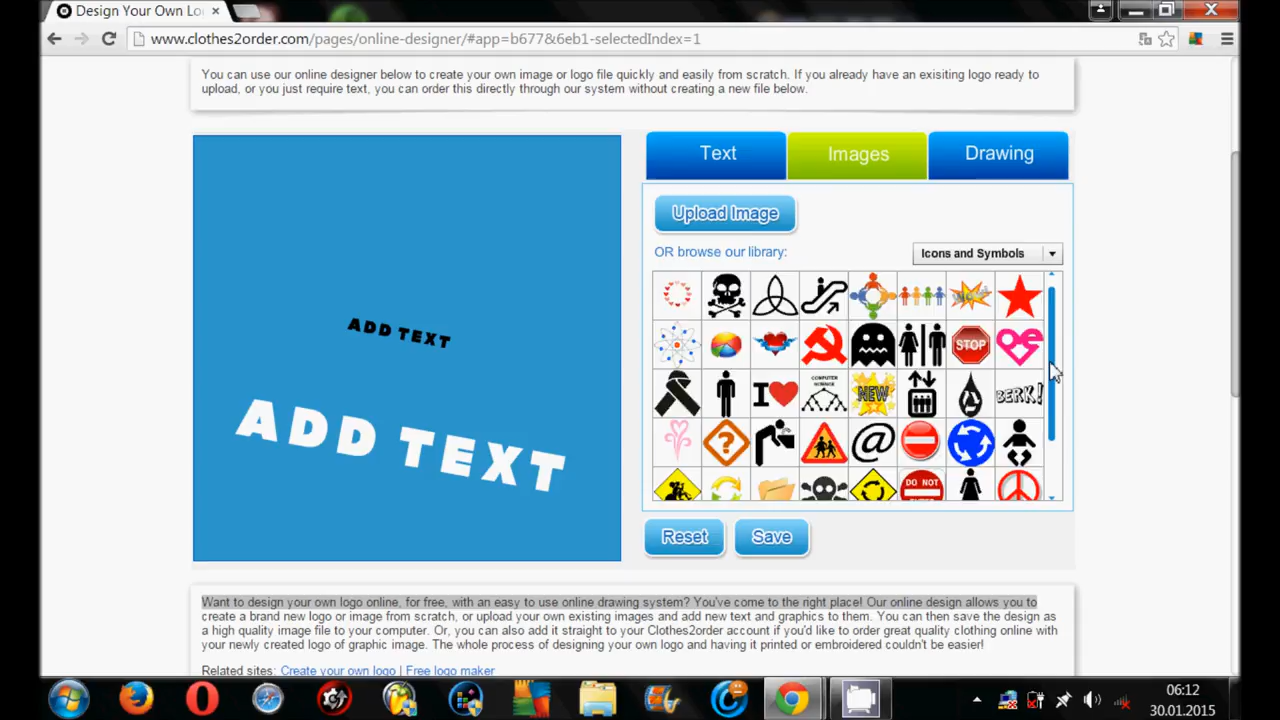 Design Your Own Lo
www.clothes2order.com/pages/online-designer/#app=b677&6eb1-selectedIndex=1
You can use our online designer below to create your own image or logo file quickly and easily from scratch. If you already have an exisiting logo ready to
upload, or you just require text, you can order this directly through our system without creating a new file below.
Text
Images
Drawing
Upload Image
OR browse our library:
Icons and Symbols
ADD TEXT
ADD TEXT
STOP
I
COMPUTER
SCIENCE
NEW
BERK!
?
@
DO NOT
Reset
Save
Want to design your own logo online, for free, with an easy to use online drawing system? You've come to the right place! Our online design allows you to
create a brand new logo or image from scratch, or upload your own existing images and add new text and graphics to them. You can then save the design as
a high quality image file to your computer. Or, you can also add it straight to your Clothes2order account if you'd like to order great quality clothing online with
your newly created logo of graphic image. The whole process of designing your own logo and having it printed or embroidered couldn't be easier!
Related sites: Create your own logo | Free logo maker
06:12
30.01.2015